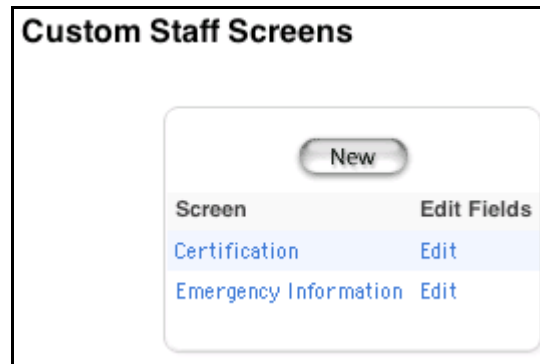 Custom Staff Screens
New
Screen Edit Fields
Certification Edit
Emergency Information Edit